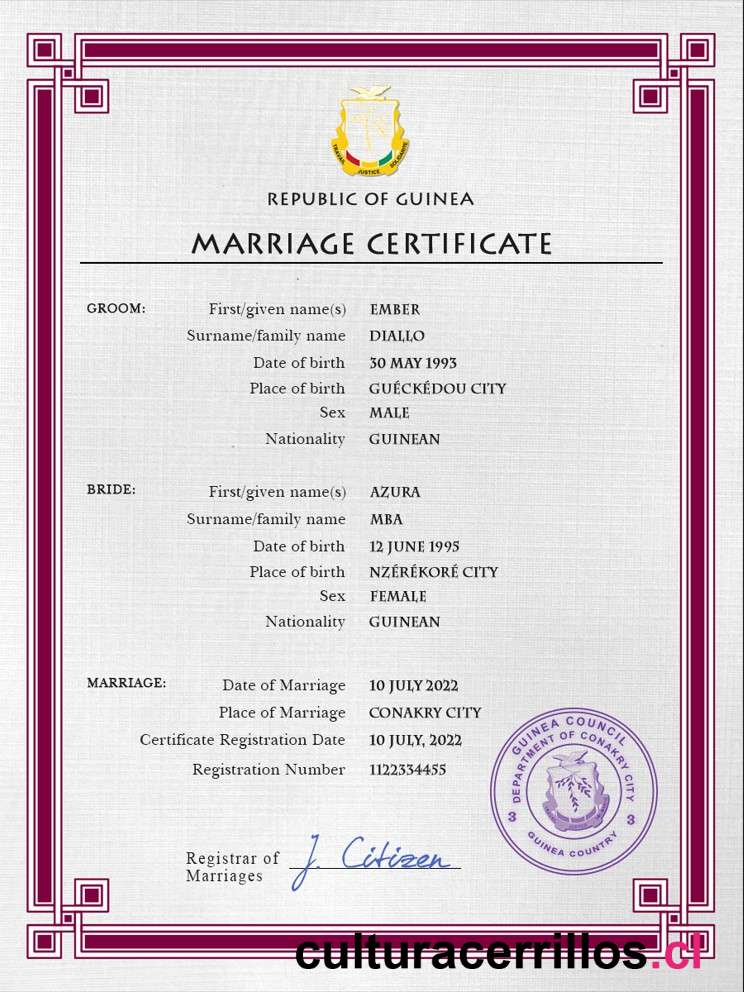 TRAVAIL JUSTICE SOLIDARITÉ
REPUBLIC OF GUINEA
MARRIAGE CERTIFICATE
GROOM: First/given name(s) EMBER
Surname/family name DIALLO
Date of birth 30 MAY 1993
Place of birth GUÉCKÉDOU CITY
Sex MALE
Nationality GUINEAN
BRIDE: First/given name(s) AZURA
Surname/family name MBA
Date of birth 12 JUNE 1995
Place of birth NZÉRÉKORÉ CITY
Sex FEMALE
Nationality GUINEAN
MARRIAGE: Date of Marriage 10 JULY 2022
Place of Marriage CONAKRY CITY
Certificate Registration Date 10 JULY, 2022
Registration Number 1122334455
GUINEA COUNCIL
DEPARTMENT OF CONAKRY CITY
3 3
GUINEA COUNTRY
Registrar of
Marriages
J. Citizen
culturacerrillos.cl